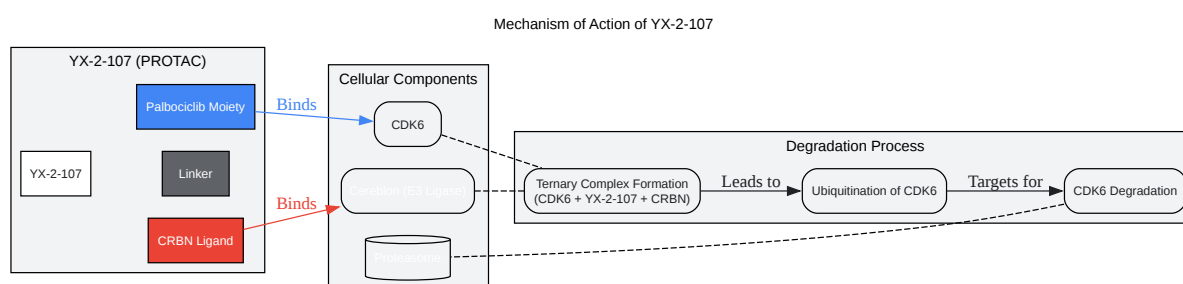 Mechanism of Action of YX-2-107
YX-2-107 (PROTAC)
Palbociclib Moiety
YX-2-107
Linker
CRBN Ligand
Binds
Binds
Cellular Components
CDK6
Cereblon (E3 Ligase)
Proteasome
Degradation Process
Ternary Complex Formation
(CDK6 + YX-2-107 + CRBN)
Leads to
Ubiquitination of CDK6
Targets for
CDK6 Degradation